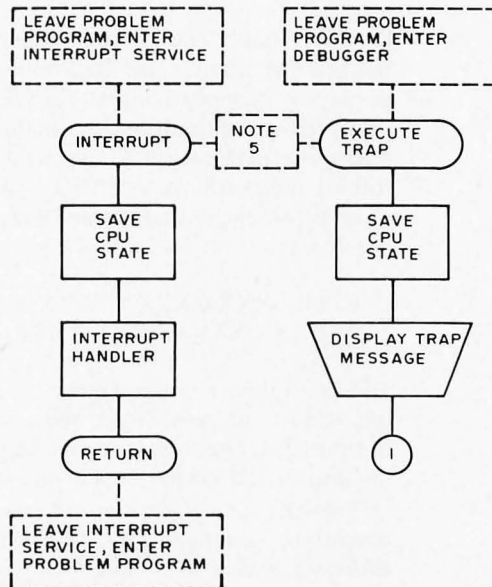 LEAVE PROBLEM
PROGRAM, ENTER
INTERRUPT SERVICE
LEAVE PROBLEM
PROGRAM, ENTER
DEBUGGER
INTERRUPT
NOTE
5
EXECUTE
TRAP
SAVE
CPU
STATE
SAVE
CPU
STATE
INTERRUPT
HANDLER
DISPLAY TRAP
MESSAGE
RETURN
LEAVE INTERRUPT
SERVICE, ENTER
PROBLEM PROGRAM